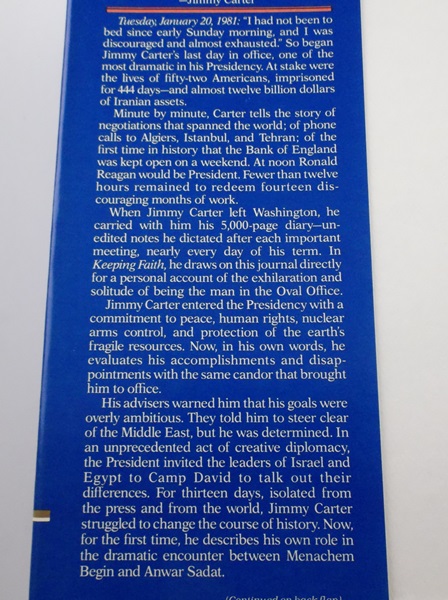 —Jimmy Carter
Tuesday, January 20, 1981: "I had not been to
bed since early Sunday morning, and I was
discouraged and almost exhausted." So began
Jimmy Carter's last day in office, one of the
most dramatic in his Presidency. At stake were
the lives of fifty-two Americans, imprisoned
for 444 days—and almost twelve billion dollars
of Iranian assets.
Minute by minute, Carter tells the story of
negotiations that spanned the world; of phone
calls to Algiers, Istanbul, and Tehran; of the
first time in history that the Bank of England
was kept open on a weekend. At noon Ronald
Reagan would be President. Fewer than twelve
hours remained to redeem fourteen dis-
couraging months of work.
When Jimmy Carter left Washington, he
carried with him his 5,000-page diary—un-
edited notes he dictated after each important
meeting, nearly every day of his term. In
Keeping Faith, he draws on this journal directly
for a personal account of the exhilaration and
solitude of being the man in the Oval Office.
Jimmy Carter entered the Presidency with a
commitment to peace, human rights, nuclear
arms control, and protection of the earth's
fragile resources. Now, in his own words, he
evaluates his accomplishments and disap-
pointments with the same candor that brought
him to office.
His advisers warned him that his goals were
overly ambitious. They told him to steer clear
of the Middle East, but he was determined. In
an unprecedented act of creative diplomacy,
the President invited the leaders of Israel and
Egypt to Camp David to talk out their
differences. For thirteen days, isolated from
the press and from the world, Jimmy Carter
struggled to change the course of history. Now,
for the first time, he describes his own role in
the dramatic encounter between Menachem
Begin and Anwar Sadat.
(Continued on back flap)